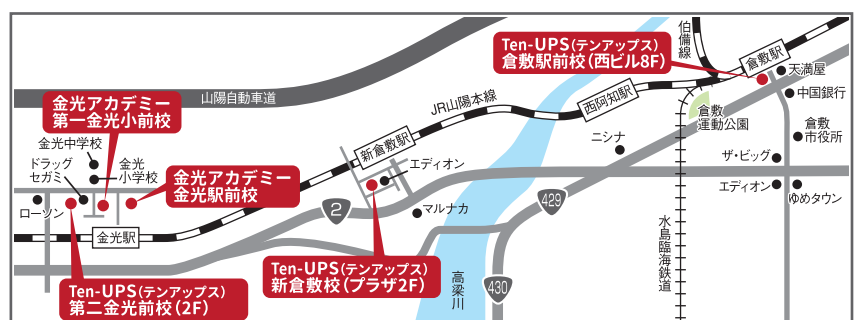 伯備線
Ten-UPS(テンアップス)
倉敷駅前校(西ビル8F)
倉敷駅
天満屋
中国銀行
山陽自動車道
JR山陽本線
西阿知駅
倉敷
運動公園
倉敷
市役所
金光アカデミー
第一金光小前校
金光中学校
新倉敷駅
ニシナ
ザ・ビッグ
ドラッグ
セガミ
金光
小学校
金光アカデミー
金光駅前校
エディオン
エディオン
ゆめタウン
ローソン
2
マルナカ
429
金光駅
水島臨海鉄道
Ten-UPS(テンアップス)
新倉敷校(プラザ2F)
高梁川
430
Ten-UPS(テンアップス)
第二金光前校(2F)